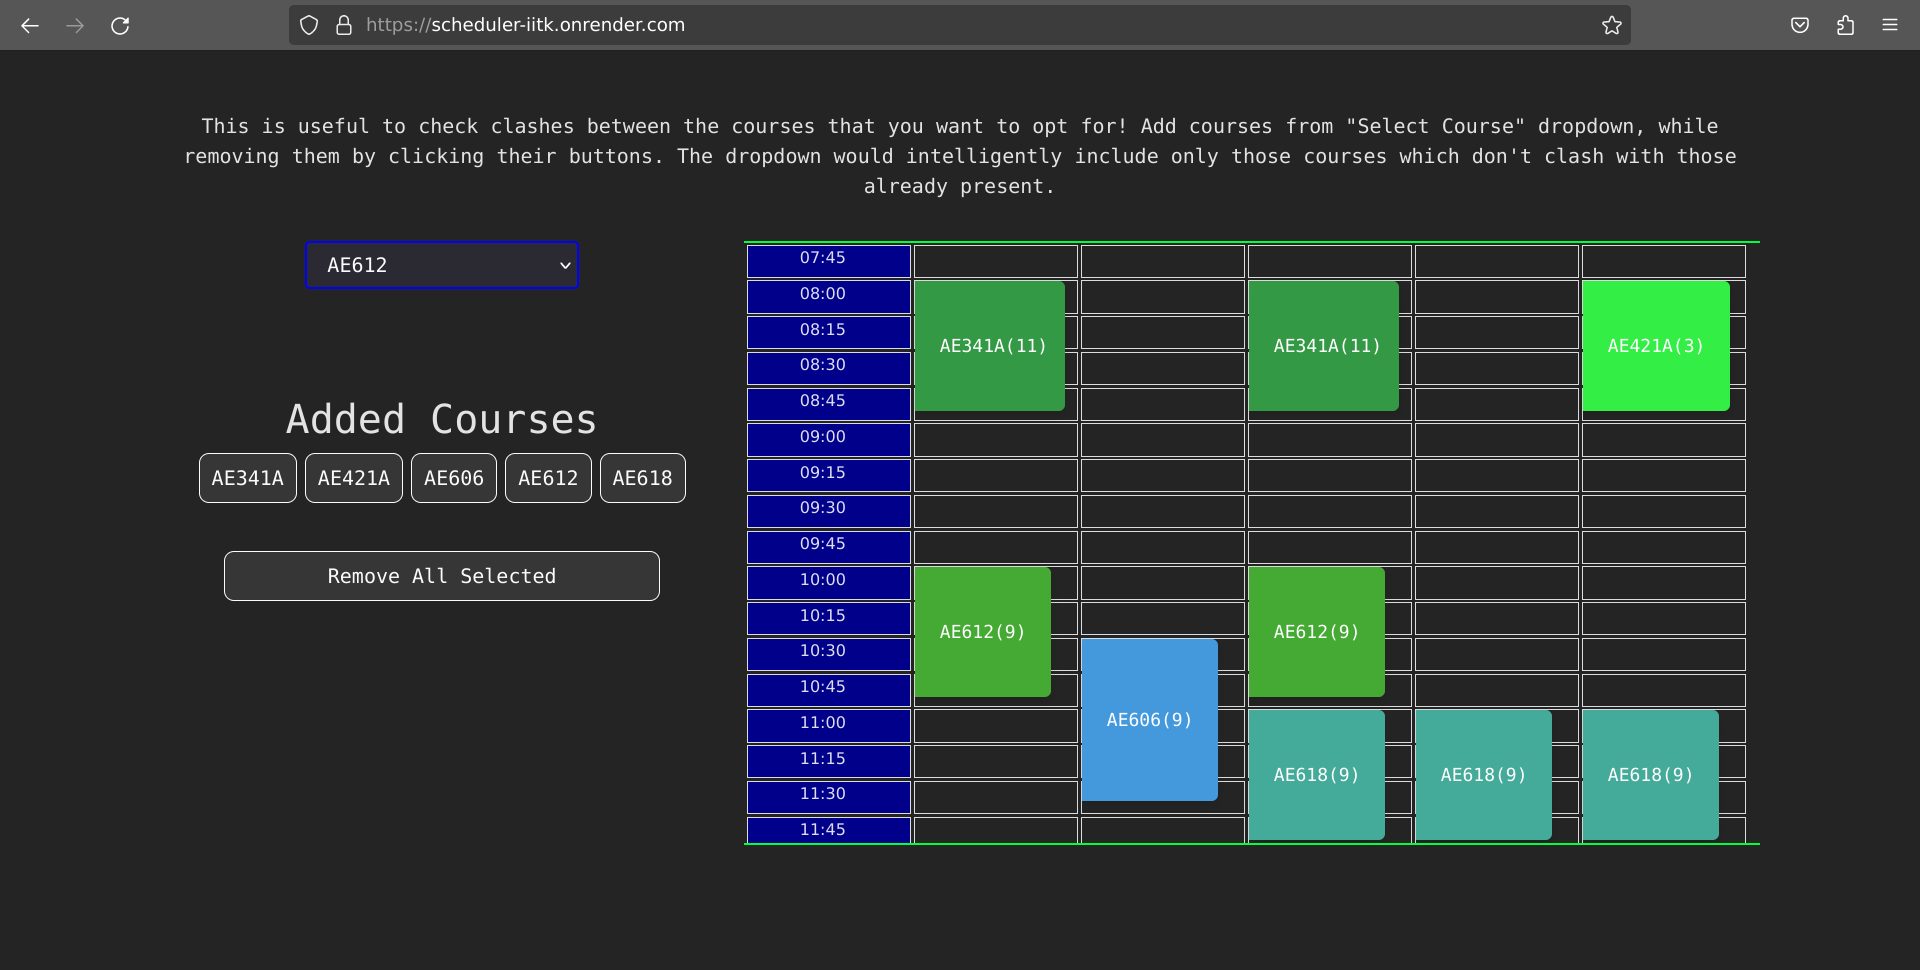 https://scheduler-iitk.onrender.com
This is useful to check clashes between the courses that you want to opt for! Add courses from "Select Course" dropdown, while
removing them by clicking their buttons. The dropdown would intelligently include only those courses which don't clash with those
already present.
AE612
Added Courses
AE341A AE421A AE606 AE612 AE618
Remove All Selected
07:45
08:00
08:15
AE341A(11) AE341A(11) AE421A(3)
08:30
08:45
09:00
09:15
09:30
09:45
10:00
10:15
AE612(9) AE612(9)
10:30
10:45
11:00
AE606(9)
11:15
AE618(9) AE618(9) AE618(9)
11:30
11:45